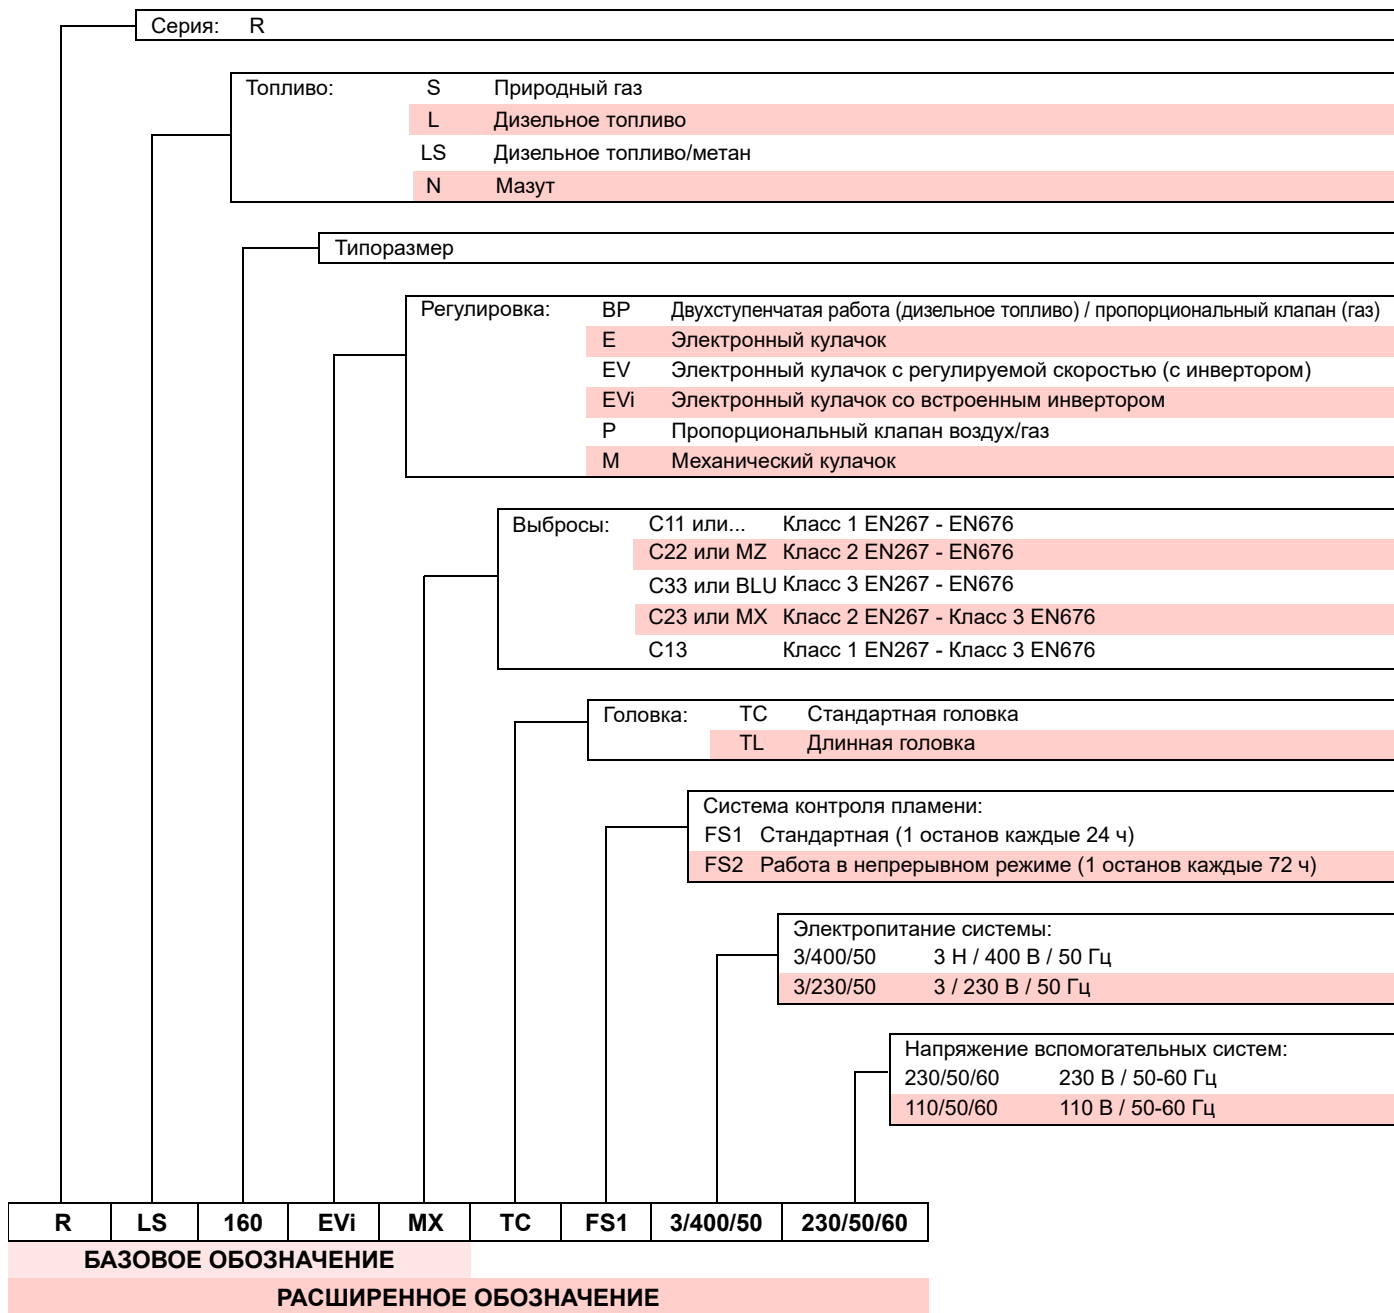 Серия: R
Топливо: S Природный газ
L Дизельное топливо
LS Дизельное топливо/метан
N Мазут
Типоразмер
Регулировка: BP Двухступенчатая работа (дизельное топливо) / пропорциональный клапан (газ)
E Электронный кулачок
EV Электронный кулачок с регулируемой скоростью (с инвертором)
EVi Электронный кулачок со встроенным инвертором
P Пропорциональный клапан воздух/газ
M Механический кулачок
Выбросы: C11 или... Класс 1 EN267 - EN676
C22 или MZ Класс 2 EN267 - EN676
C33 или BLU Класс 3 EN267 - EN676
C23 или MX Класс 2 EN267 - Класс 3 EN676
C13 Класс 1 EN267 - Класс 3 EN676
Головка: TC Стандартная головка
TL Длинная головка
Система контроля пламени:
FS1 Стандартная (1 останов каждые 24 ч)
FS2 Работа в непрерывном режиме (1 останов каждые 72 ч)
Электропитание системы:
3/400/50 3 Н / 400 В / 50 Гц
3/230/50 3 / 230 В / 50 Гц
Напряжение вспомогательных систем:
230/50/60 230 В / 50-60 Гц
110/50/60 110 В / 50-60 Гц
R LS 160 EVi MX TC FS1 3/400/50 230/50/60
БАЗОВОЕ ОБОЗНАЧЕНИЕ
РАСШИРЕННОЕ ОБОЗНАЧЕНИЕ